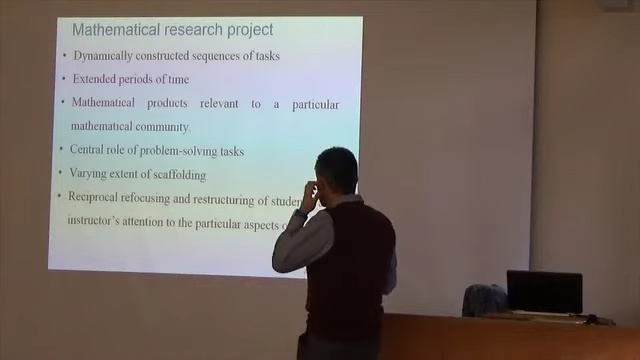 Mathematical research project
• Dynamically constructed sequences of tasks
• Extended periods of time
• Mathematical products relevant to a particular
mathematical community.
• Central role of problem-solving tasks
• Varying extent of scaffolding
• Reciprocal refocusing and restructuring of
instructor's attention to the particular aspects